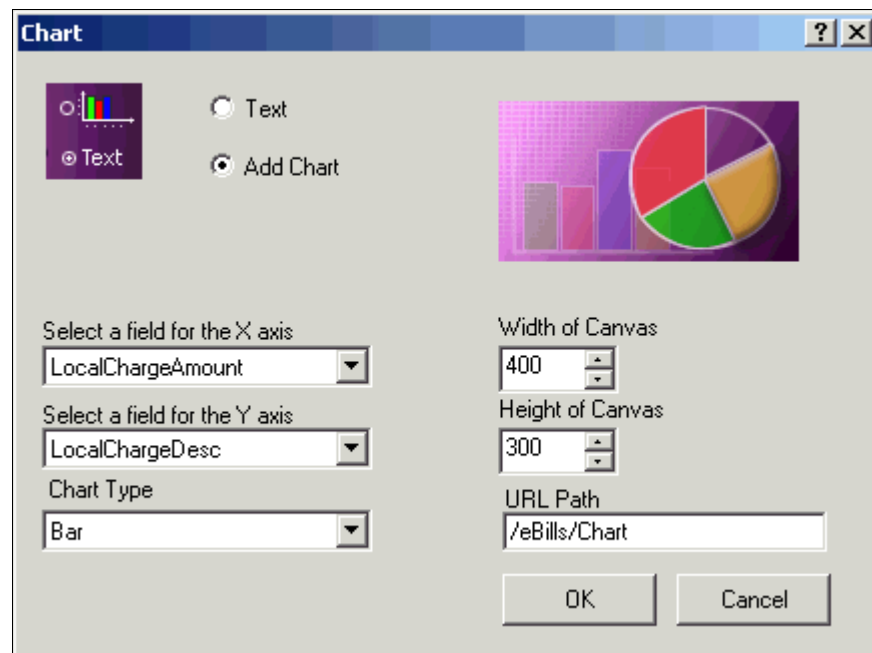 Chart
Text
Text
Add Chart
Select a field for the X axis
LocalChargeAmount
Select a field for the Y axis
LocalChargeDesc
Chart Type
Bar
Width of Canvas
400
Height of Canvas
300
URL Path
/eBills/Chart
OK
Cancel